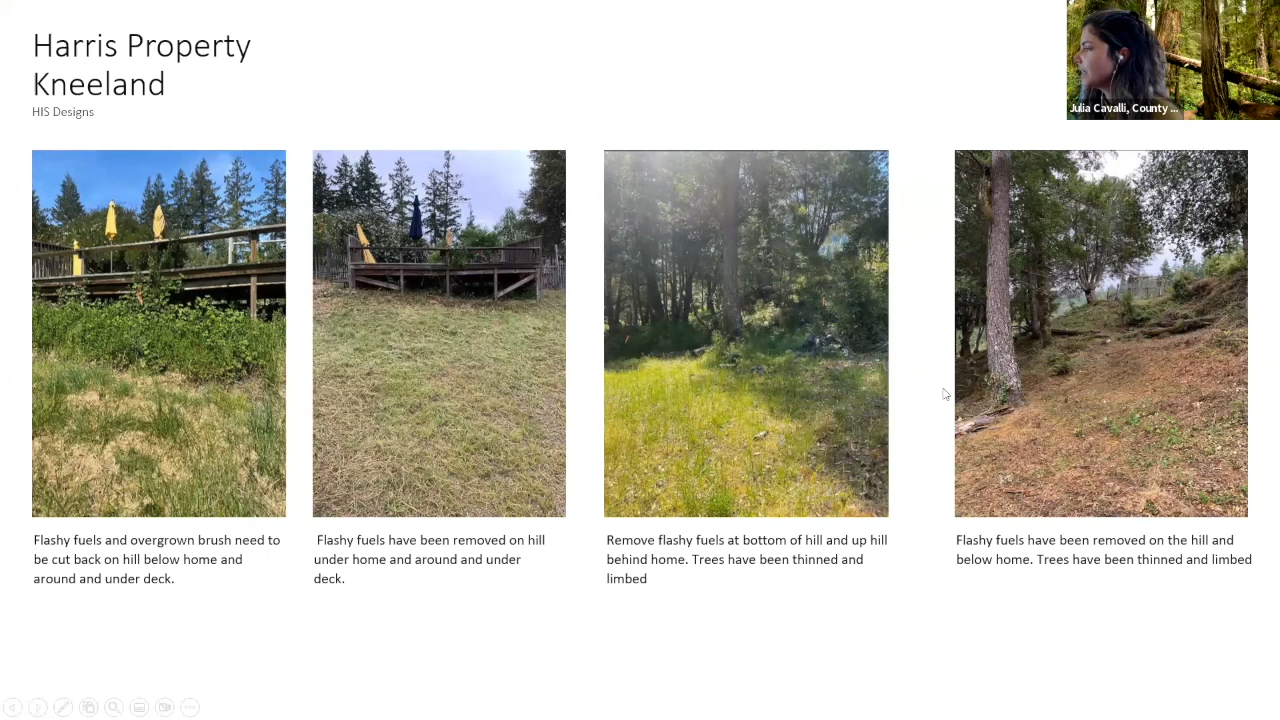 Harris Property
Kneeland
HIS Designs
Julia Cavalli, County ...
Flashy fuels and overgrown brush need to
be cut back on hill below home and
around and under deck.
Flashy fuels have been removed on hill
under home and around and under
deck.
Remove flashy fuels at bottom of hill and up hill
behind home. Trees have been thinned and
limbed
Flashy fuels have been removed on the hill and
below home. Trees have been thinned and limbed